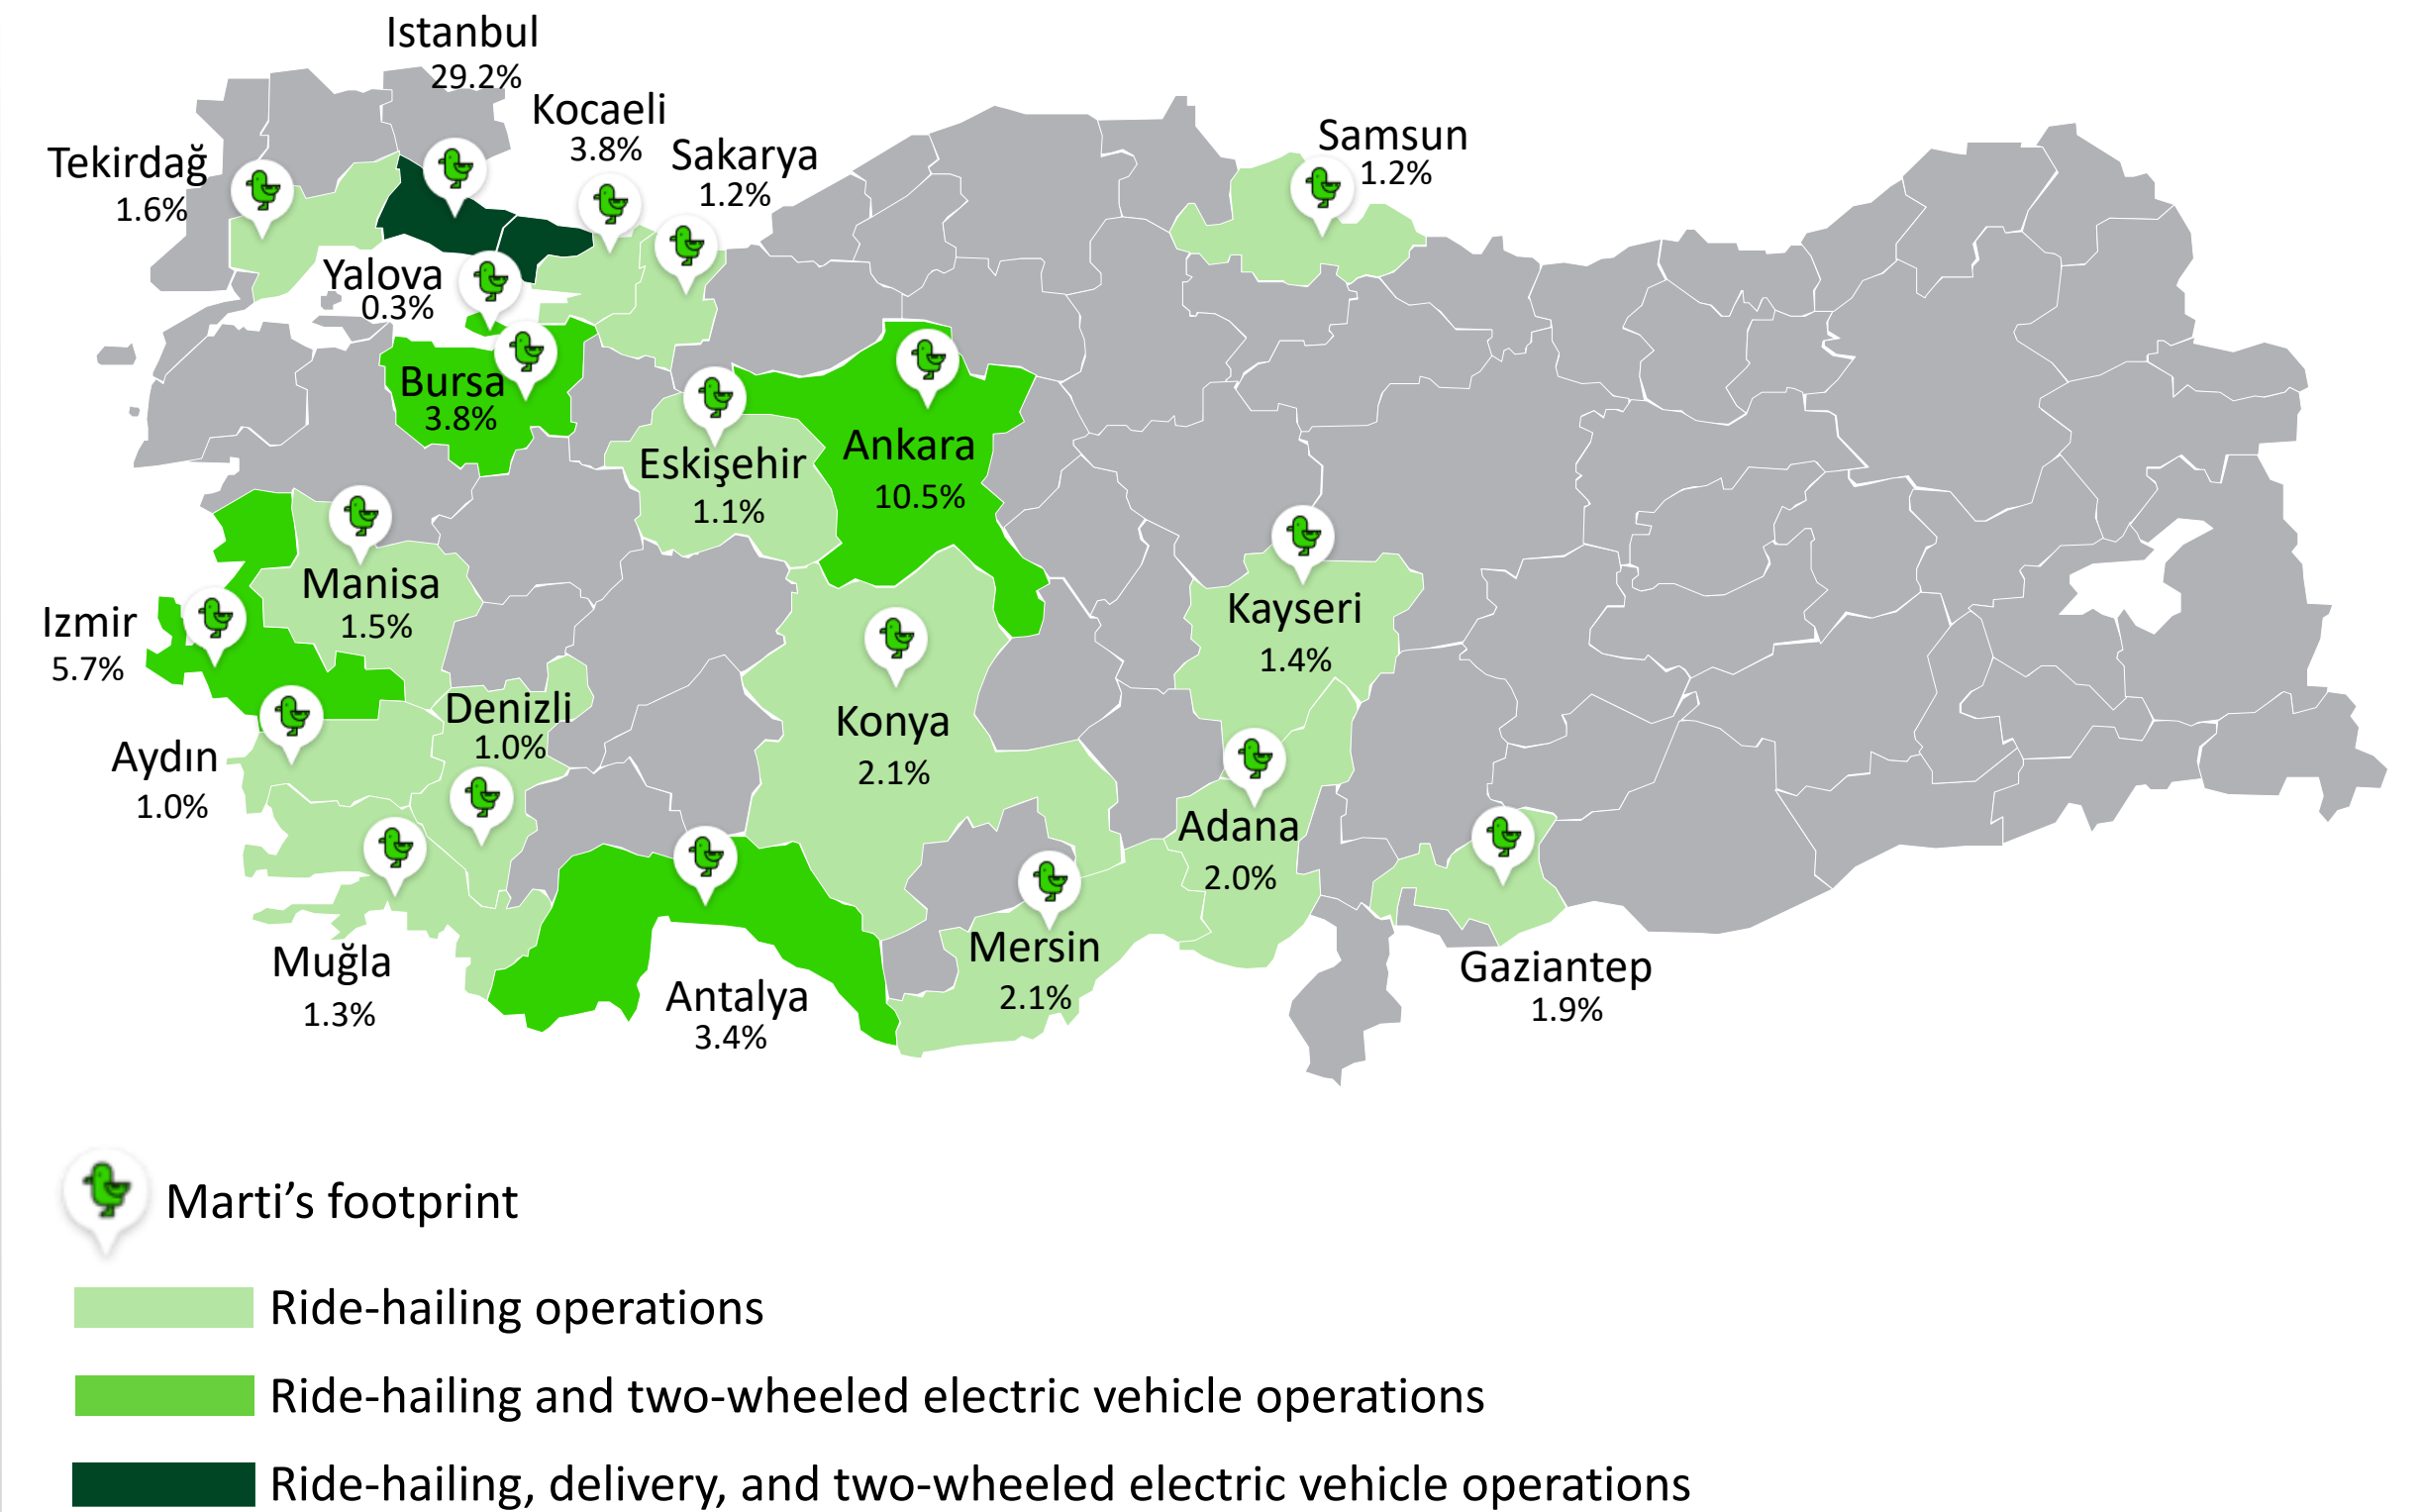 Istanbul
29.2%
Kocaeli
3.8%
Sakarya
1.2%
Samsun
1.2%
Tekirdağ
1.6%
Yalova
0.3%
Bursa
3.8%
Eskişehir
1.1%
Ankara
10.5%
Manisa
1.5%
Izmir
5.7%
Kayseri
1.4%
Denizli
1.0%
Konya
2.1%
Aydın
1.0%
Adana
2.0%
Muğla
1.3%
Antalya
3.4%
Mersin
2.1%
Gaziantep
1.9%
Marti’s footprint
Ride-hailing operations
Ride-hailing and two-wheeled electric vehicle operations
Ride-hailing, delivery, and two-wheeled electric vehicle operations